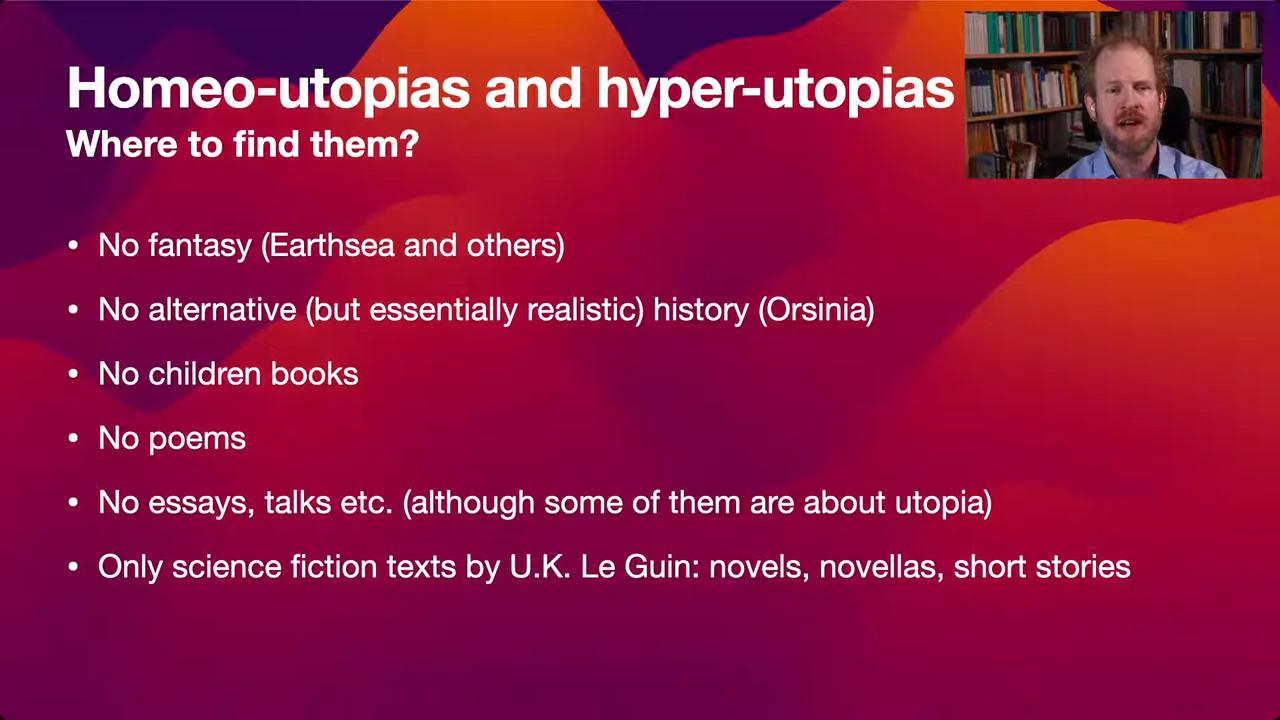 Homeo-utopias and hyper-utopias
Where to find them?
• No fantasy (Earthsea and others)
• No alternative (but essentially realistic) history (Orsinia)
• No children books
• No poems
• No essays, talks etc. (although some of them are about utopia)
• Only science fiction texts by U.K. Le Guin: novels, novellas, short stories